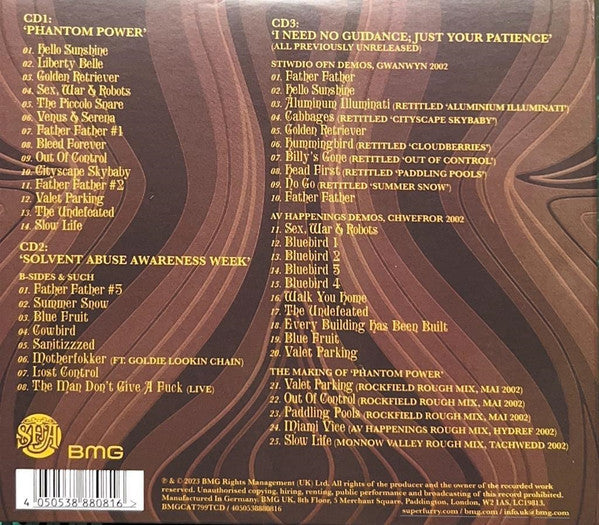 CD1:
'PHANTOM POWER'
01. Hello Sunshine
02. Liberty Belle
03. Golden Retriever
04. Sex, War & Robots
05. The Piccolo Snare
06. Venus & Serena
07. Father Father #1
08. Bleed Forever
09. Out Of Control
10. Cityscape Skybaby
11. Father Father #2
12. Valet Parking
13. The Undefeated
14. Slow Life
CD2:
'SOLVENT ABUSE AWARENESS WEEK'
B-SIDES & SUCH
01. Father Father #3
02. Summer Snow
03. Blue Fruit
04. Cowbird
05. Sanitizzzed
06. Motherfokker (FT. GOLDIE LOOKIN CHAIN)
07. Lost Control
08. The Man Don't Give A Fuck (LIVE)
SFA
BMG
4 050538 880816 >
CD3:
'I NEED NO GUIDANCE; JUST YOUR PATIENCE'
(ALL PREVIOUSLY UNRELEASED)
STIWDIO OFN DEMOS, GWANWYN 2002
01. Father Father
02. Hello Sunshine
03. Aluminum Illuminati (RETITLED 'ALUMINIUM ILLUMINATI')
04. Cabbages (RETITLED 'CITYSCAPE SKYBABY')
05. Golden Retriever
06. Hummingbird (RETITLED 'CLOUDBERRIES')
07. Billy's Gone (RETITLED 'OUT OF CONTROL')
08. Head First (RETITLED 'PADDLING POOLS')
09. No Go (RETITLED 'SUMMER SNOW')
10. Father Father
AV HAPPENINGS DEMOS, CHWEFROR 2002
11. Sex, War & Robots
12. Bluebird 1
13. Bluebird 2
14. Bluebird 3
15. Bluebird 4
16. Walk You Home
17. The Undefeated
18. Every Building Has Been Built
19. Blue Fruit
20. Valet Parking
THE MAKING OF 'PHANTOM POWER'
21. Valet Parking (ROCKFIELD ROUGH MIX, MAI 2002)
22. Out Of Control (ROCKFIELD ROUGH MIX, MAI 2002)
23. Paddling Pools (ROCKFIELD ROUGH MIX, MAI 2002)
24. Miami Vice (AV HAPPENINGS ROUGH MIX, HYDREF 2002)
25. Slow Life (MONNOW VALLEY ROUGH MIX, TACHWEDD 2002)
℗ & © 2023 BMG Rights Management (UK) Ltd, All rights of the producer and the owner of the recorded work
reserved. Unauthorised copying, hiring, renting, public performance and broadcasting of this record prohibited.
Manufactured In Germany. BMG UK, 8th Floor, 5 Merchant Square, Paddington, London, W2 1AS. LC19813.
BMGCAT799TCD / 4050538880816
superfurry.com / bmg.com / info.uk@bmg.com